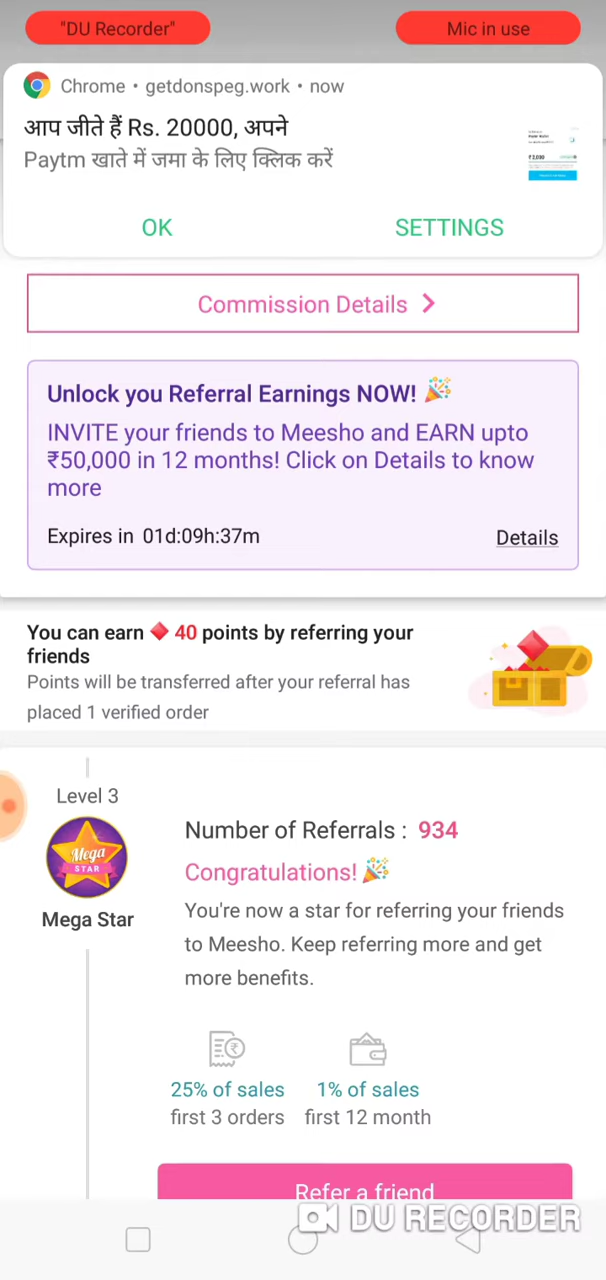 "DU Recorder"
Mic in use
Chrome • getdonspeg.work • now
आप जीते हैं Rs. 20000, अपने
Paytm खाते में जमा के लिए क्लिक करें
₹2,000
OK
SETTINGS
Commission Details
Unlock you Referral Earnings NOW!
INVITE your friends to Meesho and EARN upto
₹50,000 in 12 months! Click on Details to know
more
Expires in 01d:09h:37m
Details
You can earn 40 points by referring your
friends
Points will be transferred after your referral has
placed 1 verified order
Level 3
Mega
STAR
Mega Star
Number of Referrals : 934
Congratulations!
You're now a star for referring your friends
to Meesho. Keep referring more and get
more benefits.
25% of sales
first 3 orders
1% of sales
first 12 month
Refer a friend
DU RECORDER